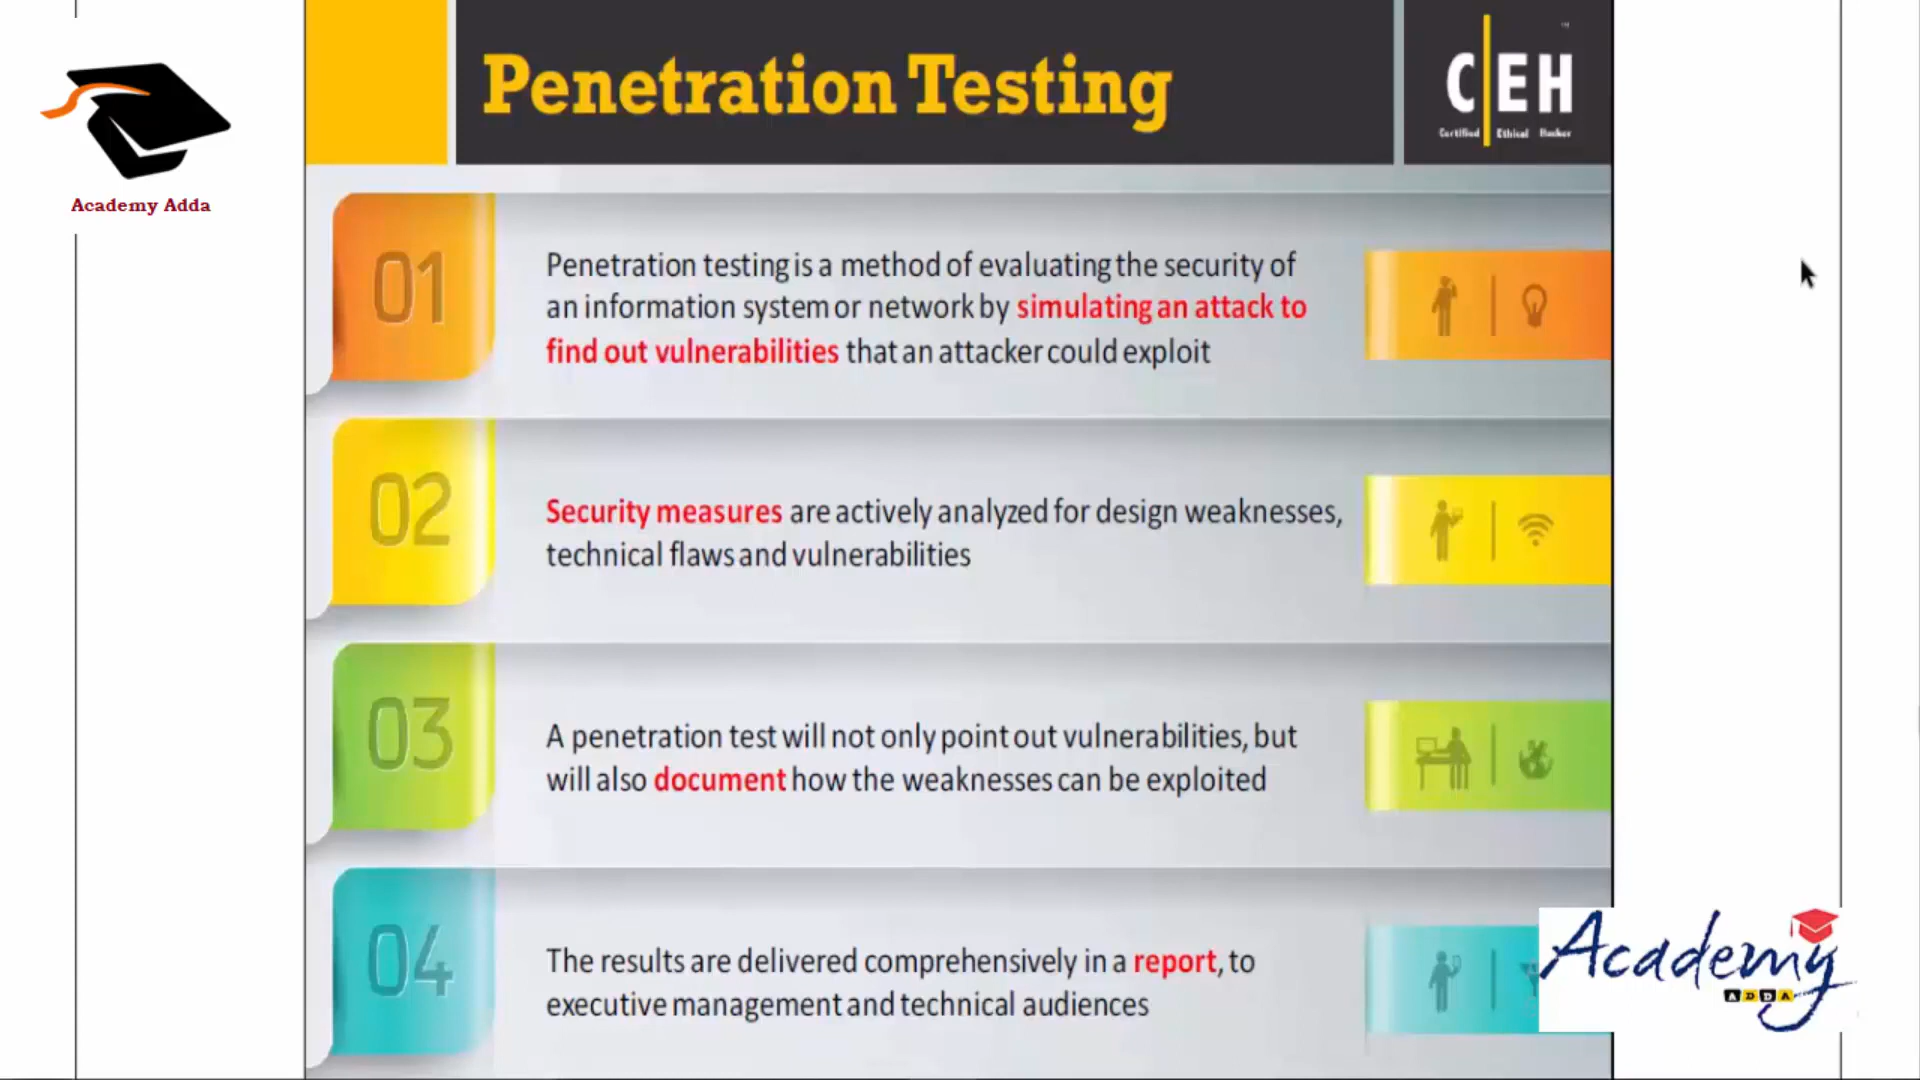 Academy Adda
Penetration Testing
C|EH
Certified Ethical Hacker
01
Penetration testing is a method of evaluating the security of
an information system or network by simulating an attack to
find out vulnerabilities that an attacker could exploit
02
Security measures are actively analyzed for design weaknesses,
technical flaws and vulnerabilities
03
A penetration test will not only point out vulnerabilities, but
will also document how the weaknesses can be exploited
04
The results are delivered comprehensively in a report, to
executive management and technical audiences
Academy
ADDA